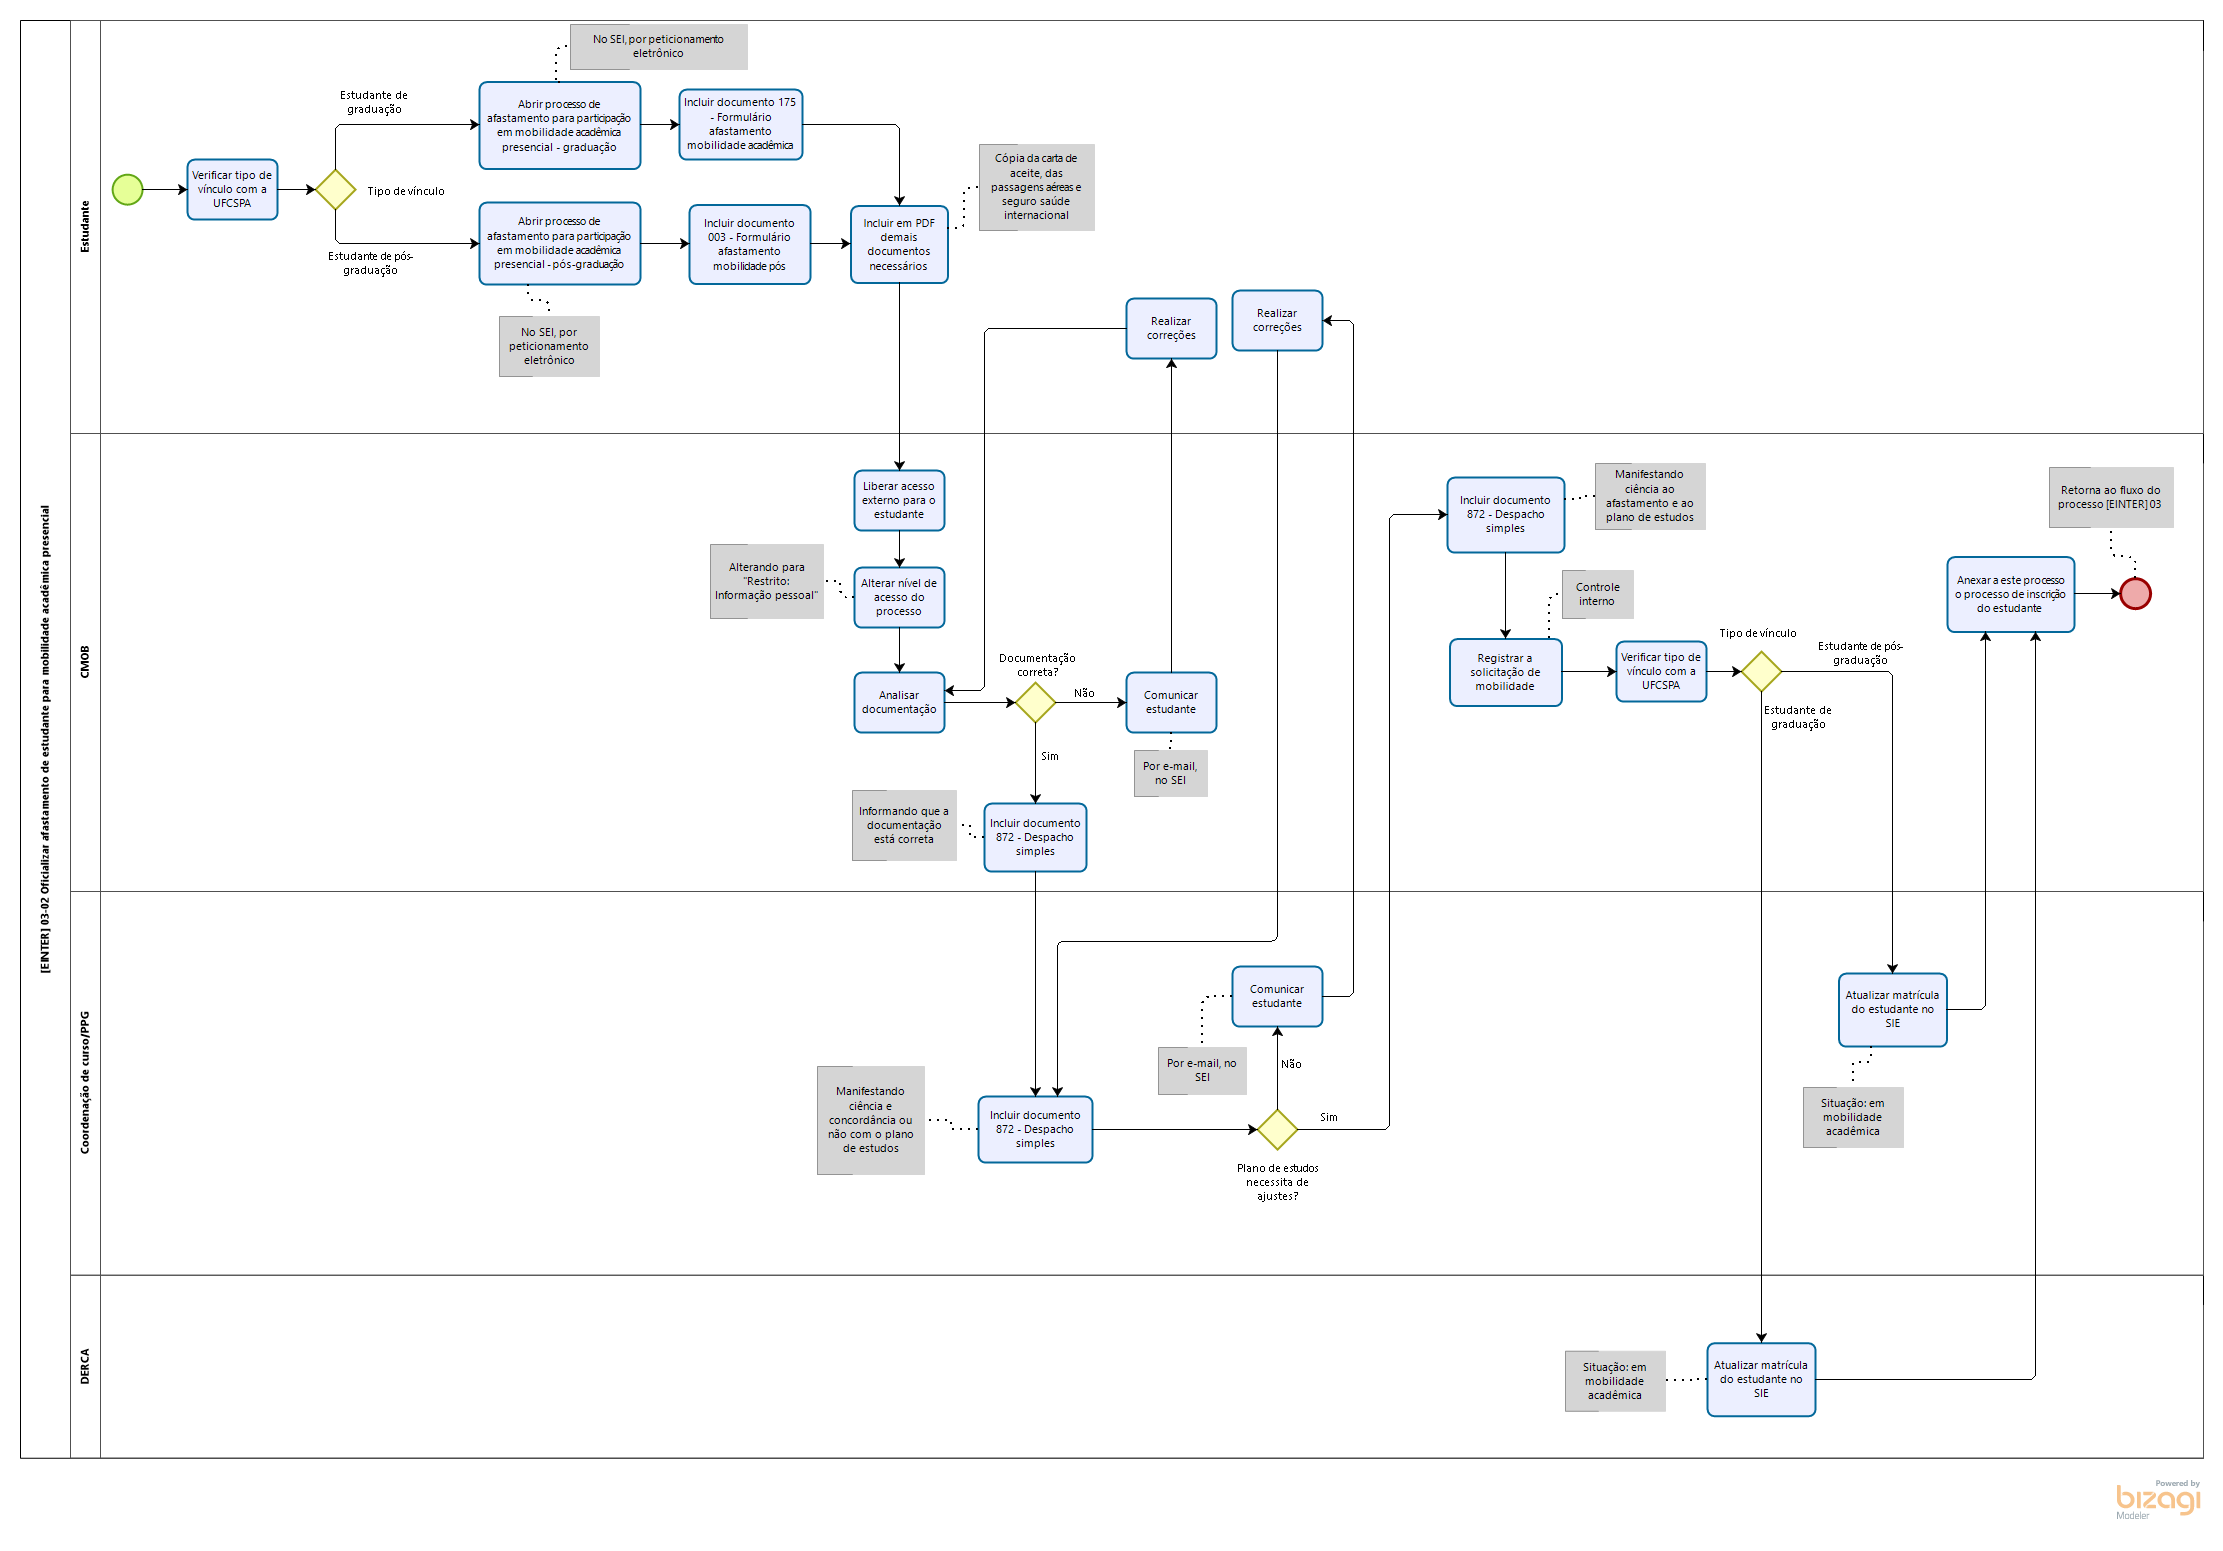 [EINTER] 03-02 Oficializar afastamento de estudante para mobilidade acadêmica presencial
Estudante
No SEI, por peticionamento
eletrônico
Estudante de
graduação
Abrir processo de
afastamento para participação
em mobilidade acadêmica
presencial - graduação
Incluir documento 175
- Formulário
afastamento
mobilidade acadêmica
Verificar tipo de
vínculo com a
UFCSPA
Tipo de vínculo
Cópia da carta de
aceite, das
passagens aéreas e
seguro saúde
internacional
Estudante de pós-
graduação
Abrir processo de
afastamento para participação
em mobilidade acadêmica
presencial - pós-graduação
Incluir documento
003 - Formulário
afastamento
mobilidade pós
Incluir em PDF
demais
documentos
necessários
No SEI, por
peticionamento
eletrônico
Realizar
correções
Realizar
correções
CMOB
Liberar acesso
externo para o
estudante
Alterando para
"Restrito:
Informação pessoal"
Alterar nível de
acesso do
processo
Analisar
documentação
Documentação
correta?
Não
Comunicar
estudante
Por e-mail,
no SEI
Sim
Informando que a
documentação
está correta
Incluir documento
872 - Despacho
simples
Incluir documento
872 - Despacho
simples
Manifestando
ciência ao
afastamento e ao
plano de estudos
Controle
interno
Registrar a
solicitação de
mobilidade
Verificar tipo de
vínculo com a
UFCSPA
Tipo de vínculo
Estudante de pós-
graduação
Estudante de
graduação
Anexar a este processo
o processo de inscrição
do estudante
Retorna ao fluxo do
processo [EINTER] 03
Coordenação de curso/PPG
Manifestando
ciência e
concordância ou
não com o plano
de estudos
Incluir documento
872 - Despacho
simples
Comunicar
estudante
Por e-mail, no
SEI
Não
Sim
Plano de estudos
necessita de
ajustes?
Atualizar matrícula
do estudante no
SIE
Situação: em
mobilidade
acadêmica
DERCA
Situação: em
mobilidade
acadêmica
Atualizar matrícula
do estudante no
SIE
Powered by
bizagi
Modeler